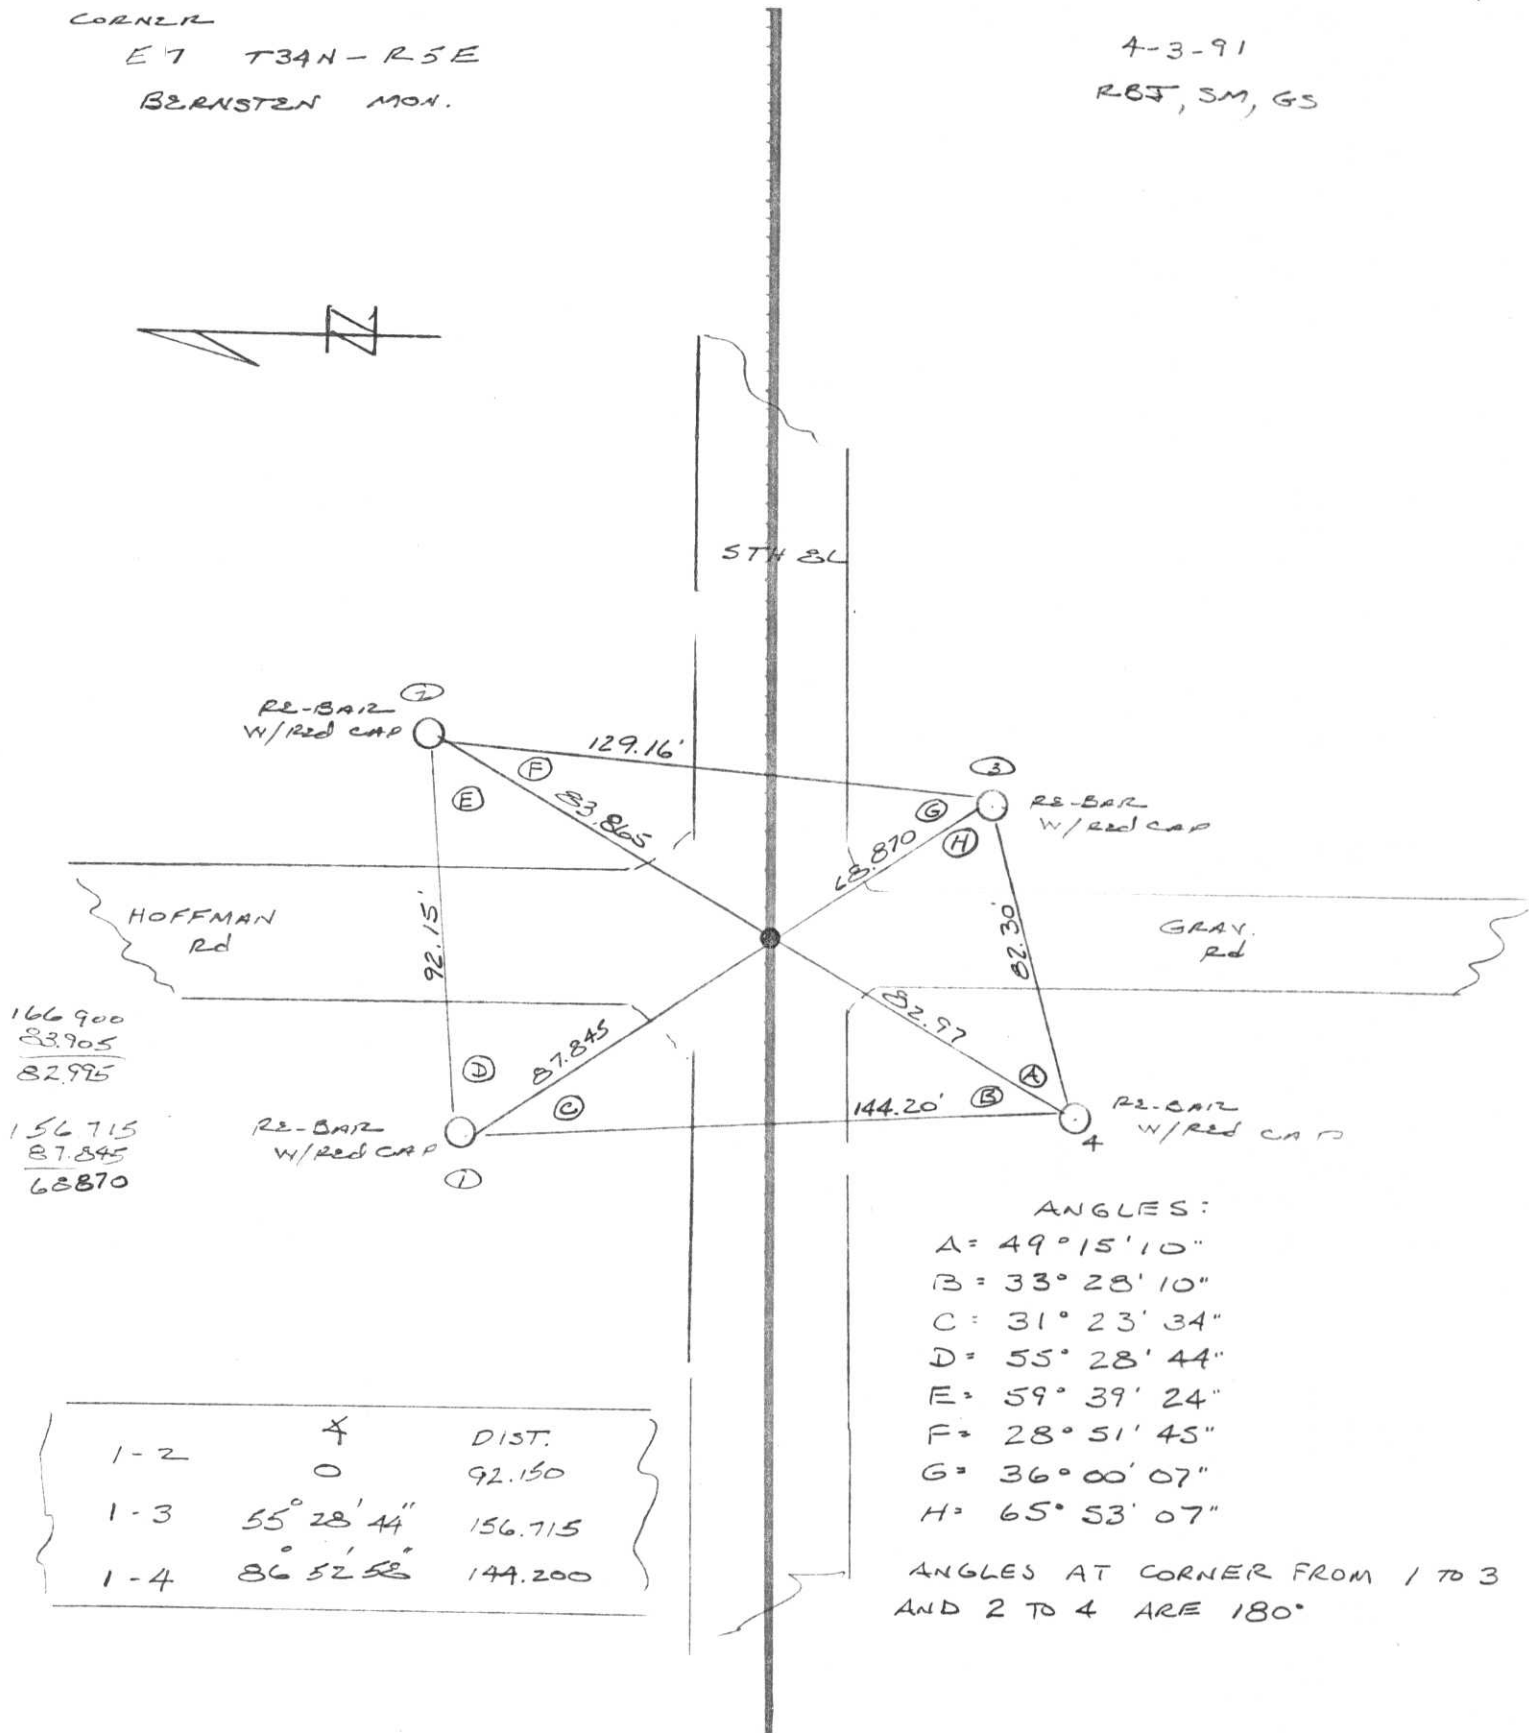 CORNER
E 7 T34N - R5E
BERNSTEN MON.
4-3-91
RBJ, SM, GS
N
STH 86
2
RE-BAR
W/Red CAP
129.16'
F
E
83.865
3
RE-BAR
W/Red CAP
G
H
68.870
HOFFMAN
Rd
92.15'
82.30'
GRAV.
Rd
166 900
83.905
82.995
156 715
87.845
68870
82.97
87.845
D
C
A
B
144.20'
RE-BAR
W/Red CAP
1
RE-BAR
W/Red CAP
4
ANGLES:
A= 49° 15' 10"
B= 33° 28' 10"
C= 31° 23' 34"
D= 55° 28' 44"
E= 59° 39' 24"
F= 28° 51' 45"
G= 36° 00' 07"
H= 65° 53' 07"
∡ DIST.
1-2 0 92.150
1-3 55° 28' 44" 156.715
1-4 86° 52' 58" 144.200
ANGLES AT CORNER FROM 1 TO 3
AND 2 TO 4 ARE 180°